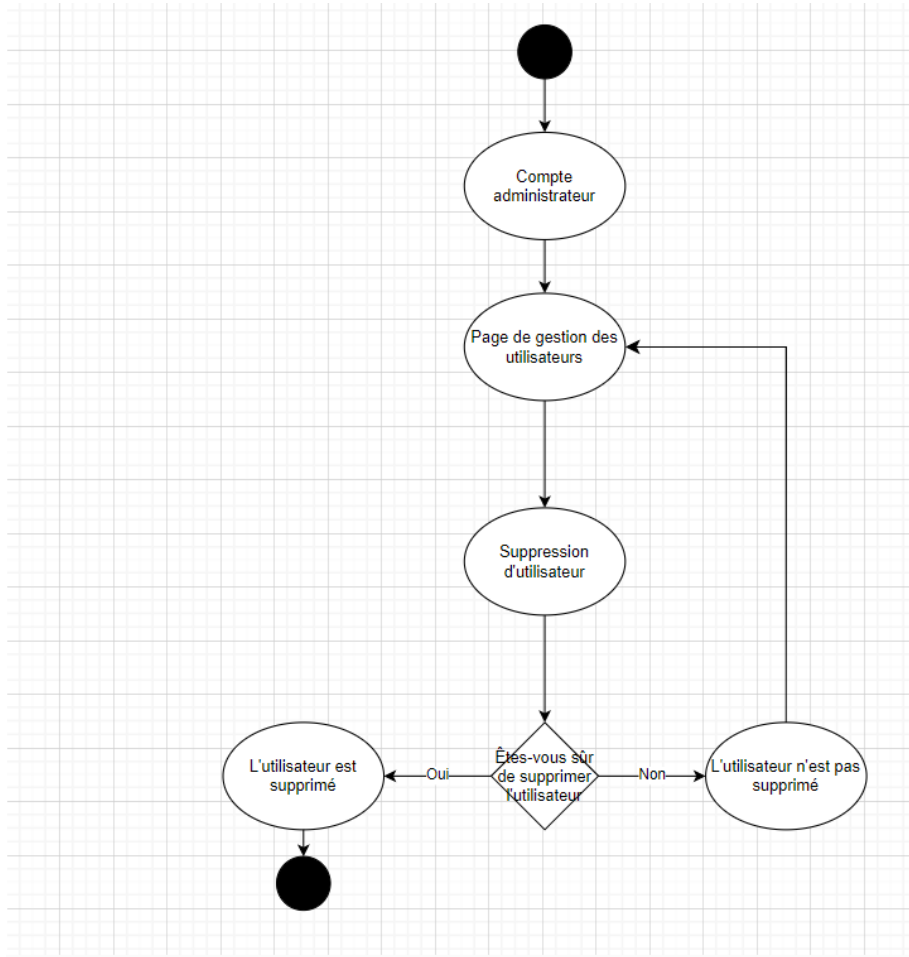 Compte
administrateur
Page de gestion des
utilisateurs
Suppression
d'utilisateur
L'utilisateur est
supprimé
Oui
Êtes-vous sûr
de supprimer
l'utilisateur
Non
L'utilisateur n'est pas
supprimé